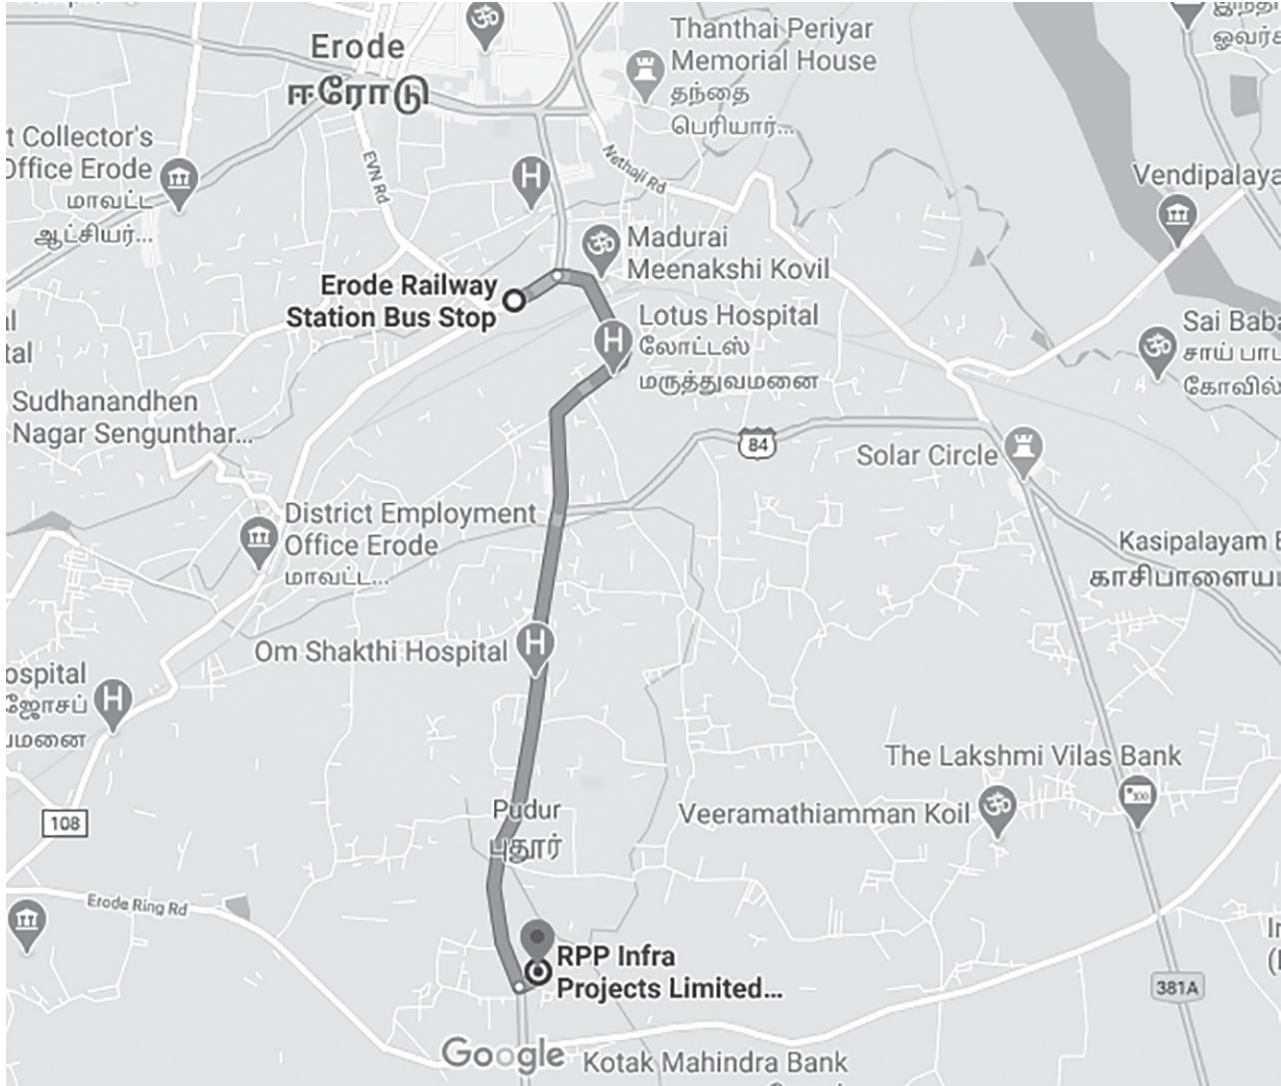 Erode
ஈரோடு
Thanthai Periyar
Memorial House
தந்தை
பெரியார்...
t Collector's
Office Erode
மாவட்ட
ஆட்சியர்...
EVN Rd
Nethaji Rd
Vendipalaya
Madurai
Meenakshi Kovil
Erode Railway
Station Bus Stop
Lotus Hospital
லோட்டஸ்
மருத்துவமனை
Sai Baba
சாய் பாபா
கோவில்
al
tal
Sudhanandhen
Nagar Sengunthar...
84
Solar Circle
District Employment
Office Erode
மாவட்ட...
Kasipalayam E
காசிபாளைய
Om Shakthi Hospital
ospital
ஜோசப்
மனை
The Lakshmi Vilas Bank
Veeramathiamman Koil
Pudur
புதூர்
108
Erode Ring Rd
RPP Infra
Projects Limited...
381A
Google
Kotak Mahindra Bank